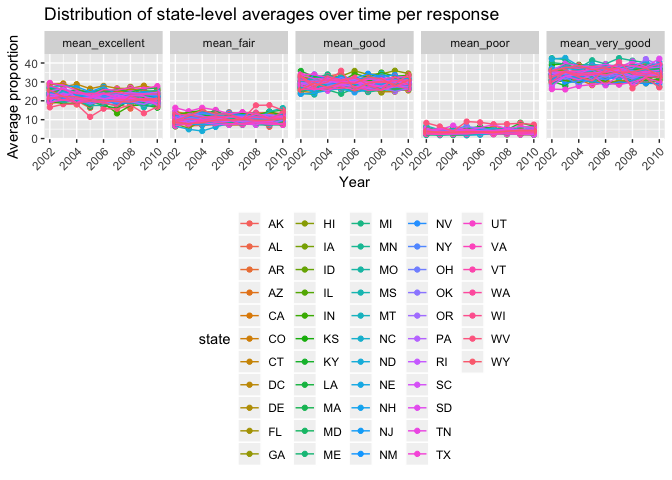 Distribution of state-level averages over time per response
mean_excellent mean_fair mean_good mean_poor mean_very_good
Average proportion
40
30
20
10
0
2002 2004 2006 2008 2010 2002 2004 2006 2008 2010 2002 2004 2006 2008 2010 2002 2004 2006 2008 2010 2002 2004 2006 2008 2010
Year
state
AK HI MI NV UT
AL IA MN NY VA
AR ID MO OH VT
AZ IL MS OK WA
CA IN MT OR WI
CO KS NC PA WV
CT KY ND RI WY
DC LA NE SC
DE MA NH SD
FL MD NJ TN
GA ME NM TX